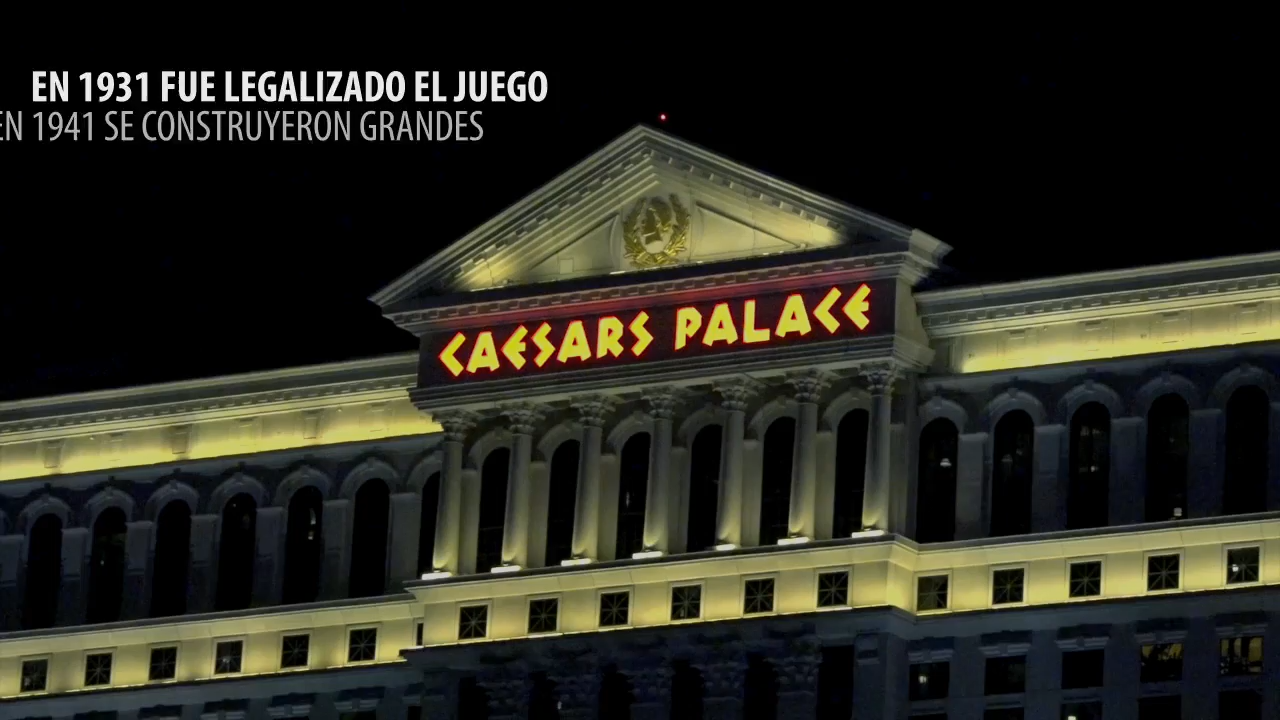 EN 1931 FUE LEGALIZADO EL JUEGO
EN 1941 SE CONSTRUYERON GRANDES
CAESARS PALACE